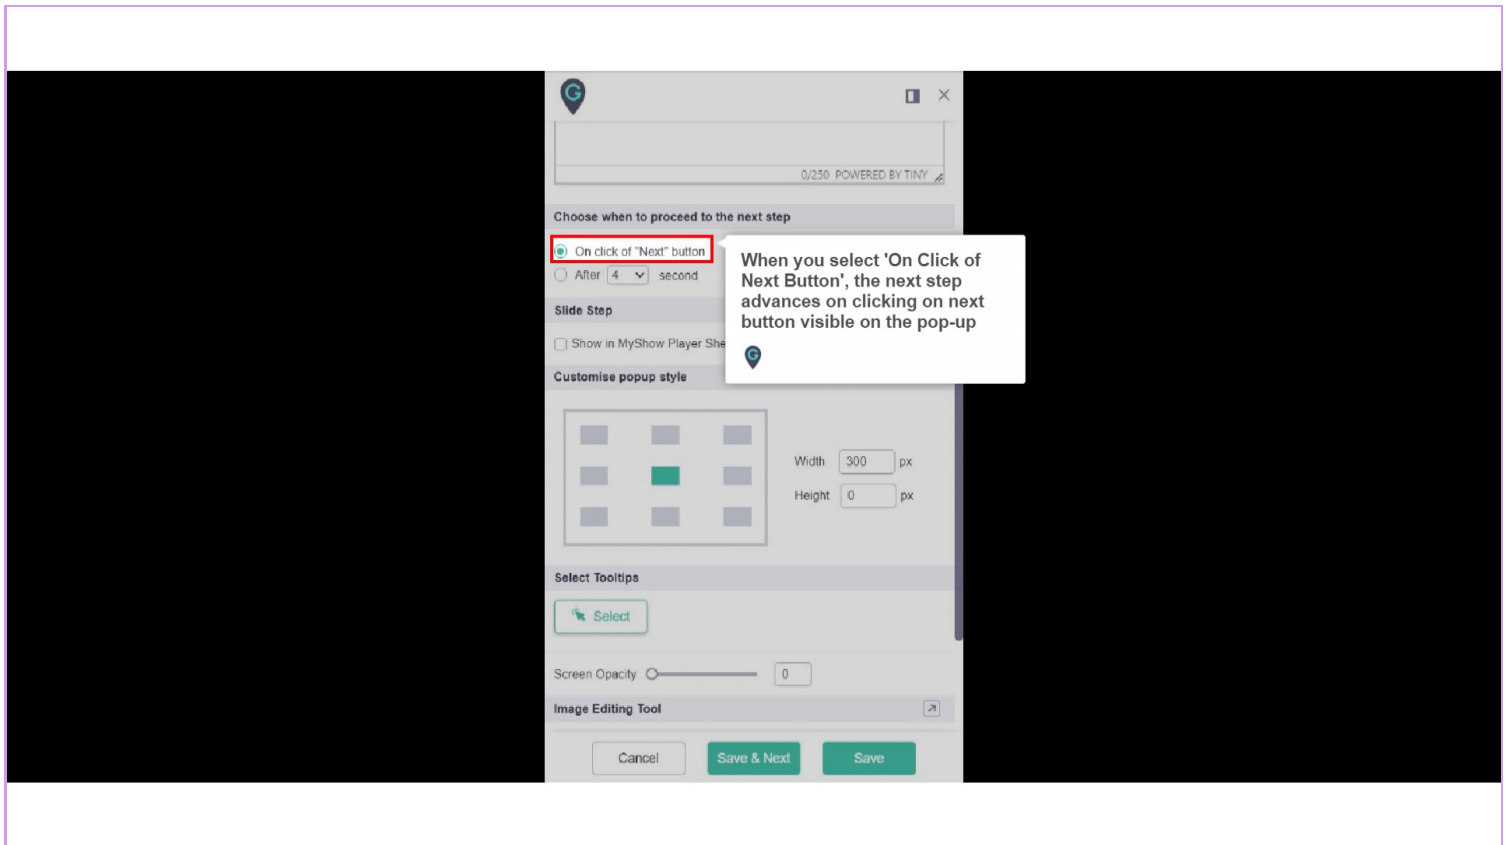 G
0/250 POWERED BY TINY
Choose when to proceed to the next step
On click of "Next" button
After 4 second
When you select 'On Click of
Next Button', the next step
advances on clicking on next
button visible on the pop-up
G
Slide Step
Show in MyShow Player She
Customise popup style
Width 300 px
Height 0 px
Select Tooltips
Select
Screen Opacity 0
Image Editing Tool
Cancel
Save & Next
Save